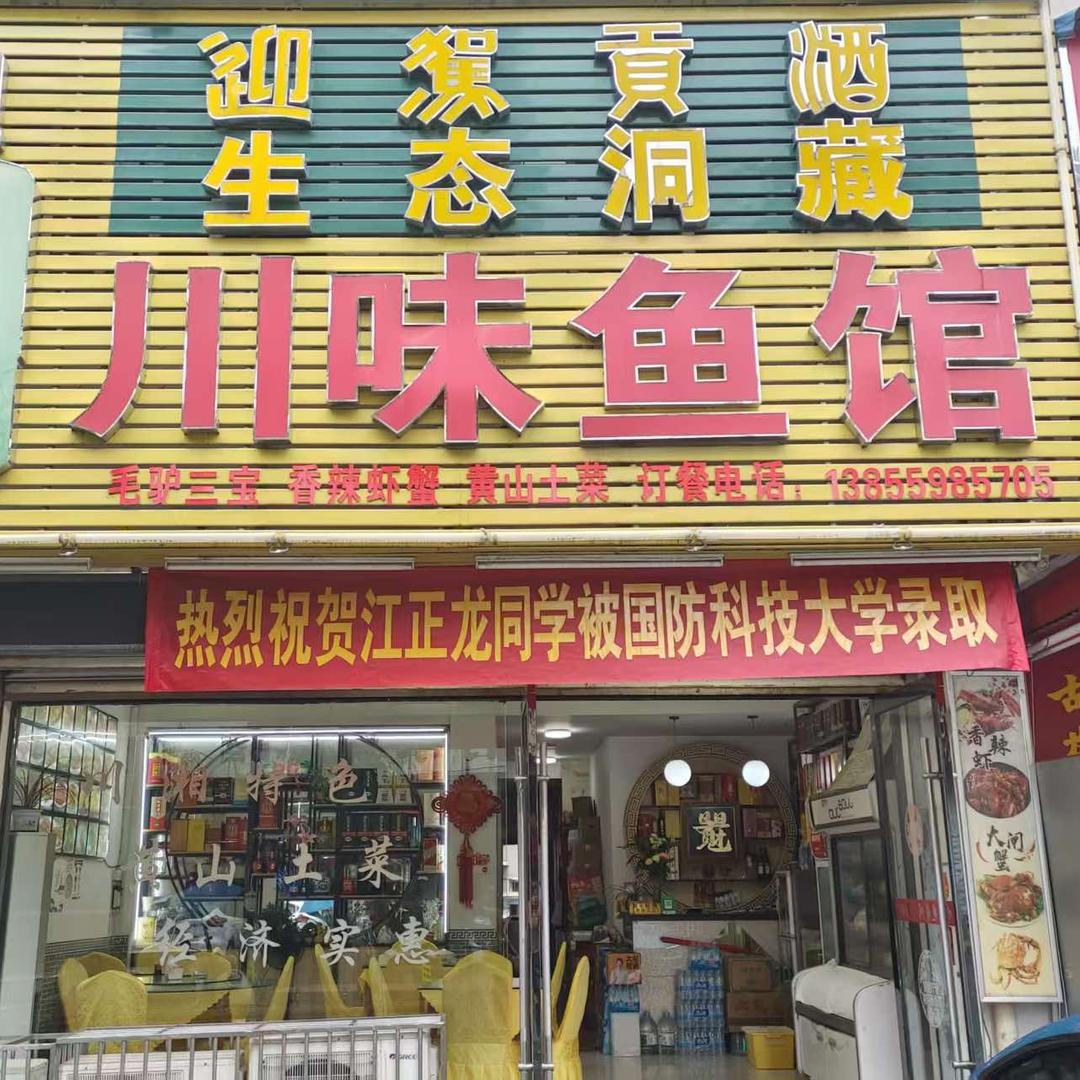 迎驾贡酒
生态洞藏
川味鱼馆
毛驴三宝 香辣虾蟹 黄山土菜 订餐电话：13855985705
热烈祝贺江正龙同学被国防科技大学录取
香辣虾
大闸蟹
湘特色
山土菜
经济实惠
GREE